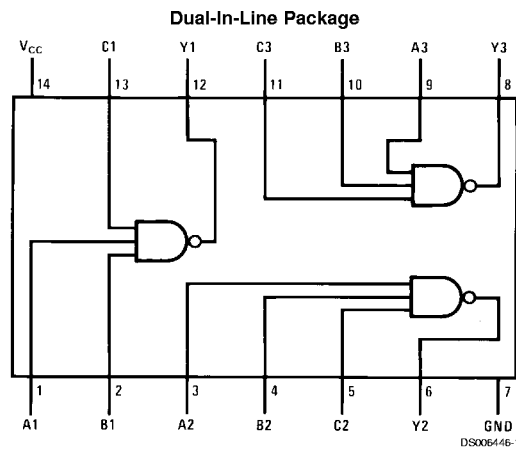 Dual-In-Line Package
VCC C1 Y1 C3 B3 A3 Y3
14 13 12 11 10 9 8
1 2 3 4 5 6 7
A1 B1 A2 B2 C2 Y2 GND
DS006446-